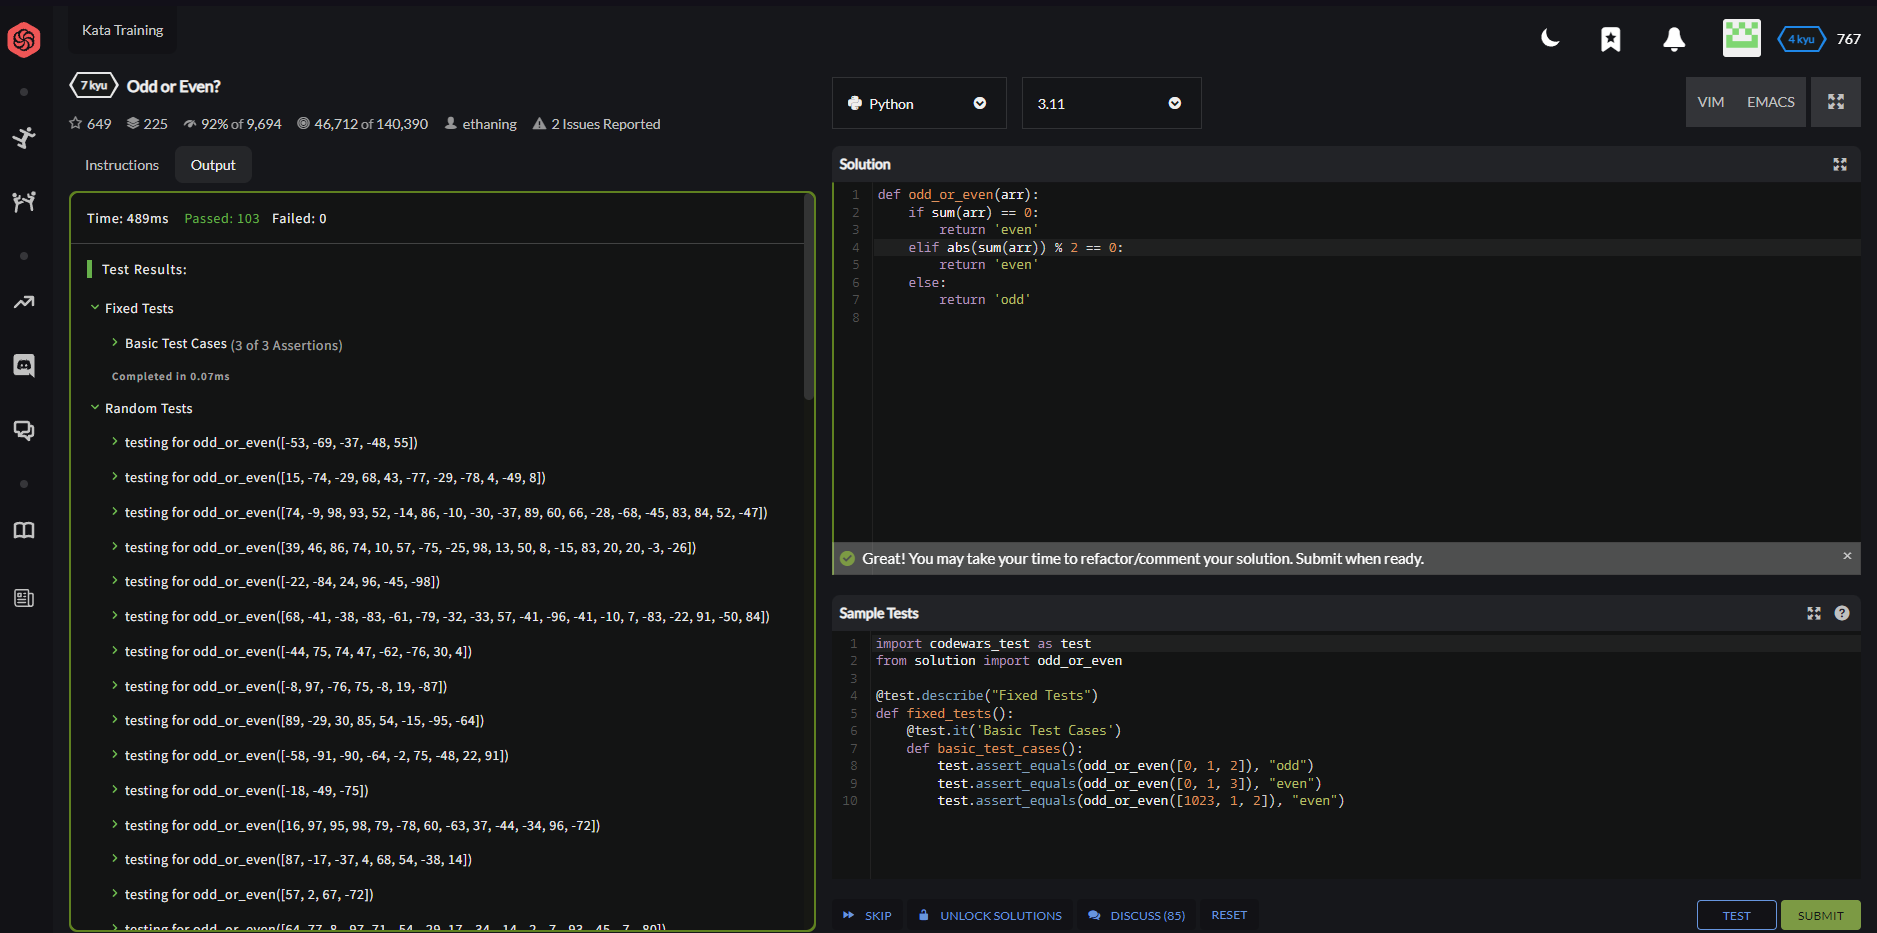 Kata Training
4 kyu 767
7 kyu Odd or Even?
649 225 92% of 9,694 46,712 of 140,390 ethaning 2 Issues Reported
Instructions Output
Time: 489ms Passed: 103 Failed: 0
Test Results:
Fixed Tests
Basic Test Cases (3 of 3 Assertions)
Completed in 0.07ms
Random Tests
testing for odd_or_even([-53, -69, -37, -48, 55])
testing for odd_or_even([15, -74, -29, 68, 43, -77, -29, -78, 4, -49, 8])
testing for odd_or_even([74, -9, 98, 93, 52, -14, 86, -10, -30, -37, 89, 60, 66, -28, -68, -45, 83, 84, 52, -47])
testing for odd_or_even([39, 46, 86, 74, 10, 57, -75, -25, 98, 13, 50, 8, -15, 83, 20, 20, -3, -26])
testing for odd_or_even([-22, -84, 24, 96, -45, -98])
testing for odd_or_even([68, -41, -38, -83, -61, -79, -32, -33, 57, -41, -96, -41, -10, 7, -83, -22, 91, -50, 84])
testing for odd_or_even([-44, 75, 74, 47, -62, -76, 30, 4])
testing for odd_or_even([-8, 97, -76, 75, -8, 19, -87])
testing for odd_or_even([89, -29, 30, 85, 54, -15, -95, -64])
testing for odd_or_even([-58, -91, -90, -64, -2, 75, -48, 22, 91])
testing for odd_or_even([-18, -49, -75])
testing for odd_or_even([16, 97, 95, 98, 79, -78, 60, -63, 37, -44, -34, 96, -72])
testing for odd_or_even([87, -17, -37, 4, 68, 54, -38, 14])
testing for odd_or_even([57, 2, 67, -72])
Python 3.11 VIM EMACS
Solution
1 def odd_or_even(arr):
2 if sum(arr) == 0:
3 return 'even'
4 elif abs(sum(arr)) % 2 == 0:
5 return 'even'
6 else:
7 return 'odd'
8
Great! You may take your time to refactor/comment your solution. Submit when ready. ×
Sample Tests ?
1 import codewars_test as test
2 from solution import odd_or_even
3
4 @test.describe("Fixed Tests")
5 def fixed_tests():
6 @test.it('Basic Test Cases')
7 def basic_test_cases():
8 test.assert_equals(odd_or_even([0, 1, 2]), "odd")
9 test.assert_equals(odd_or_even([0, 1, 3]), "even")
10 test.assert_equals(odd_or_even([1023, 1, 2]), "even")
SKIP UNLOCK SOLUTIONS DISCUSS (85) RESET TEST SUBMIT